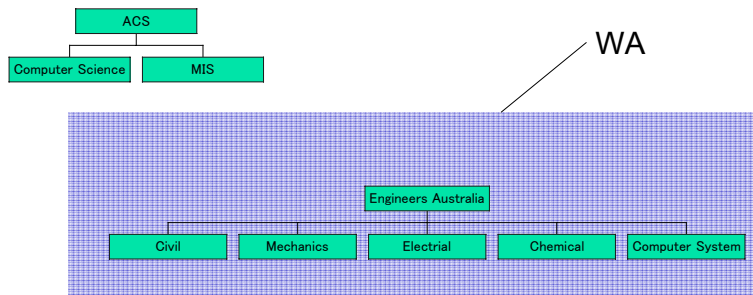 ACS
WA
Computer Science
MIS
Engineers Australia
Civil
Mechanics
Electrial
Chemical
Computer System